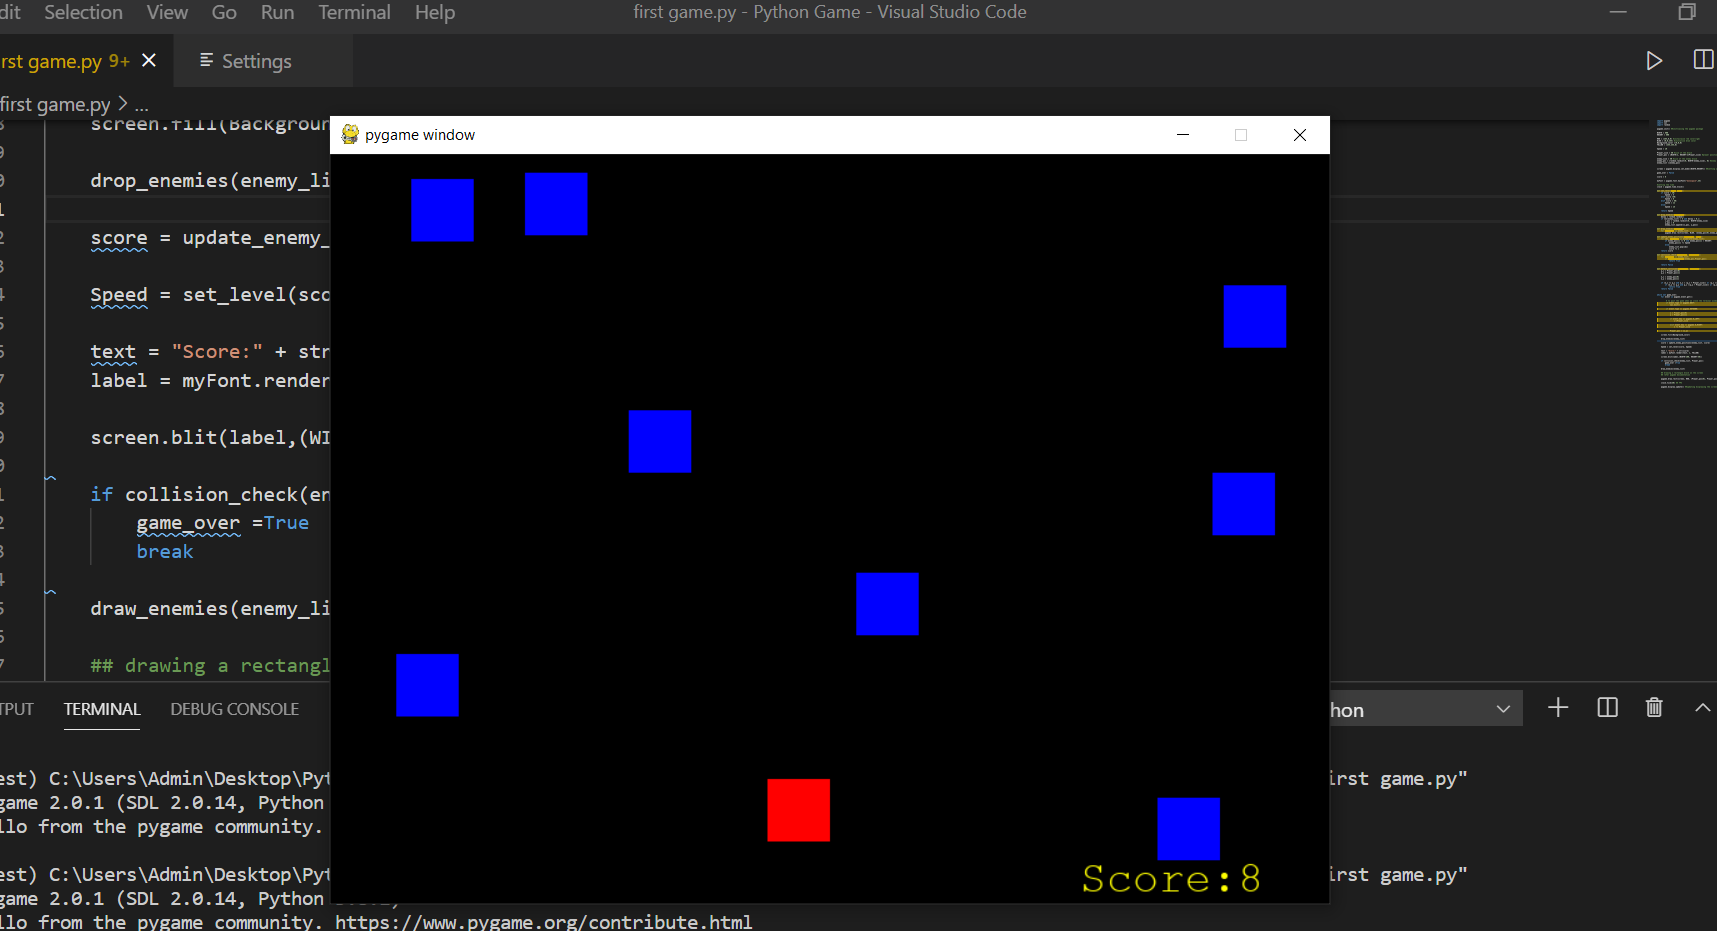 dit Selection View Go Run Terminal Help first game.py - Python Game - Visual Studio Code
rst game.py 9+ Settings
first game.py > ...
screen.fill(Backgroun
drop_enemies(enemy_li
score = update_enemy_
Speed = set_level(sco
text = "Score:" + str
label = myFont.render
screen.blit(label,(WI
if collision_check(en
game_over =True
break
draw_enemies(enemy_li
## drawing a rectangl
pygame window
Score:8
TPUT TERMINAL DEBUG CONSOLE
hon
est) C:\Users\Admin\Desktop\Pyt
irst game.py"
game 2.0.1 (SDL 2.0.14, Python
llo from the pygame community.
est) C:\Users\Admin\Desktop\Pyt
irst game.py"
game 2.0.1 (SDL 2.0.14, Python
llo from the pygame community. https://www.pygame.org/contribute.html